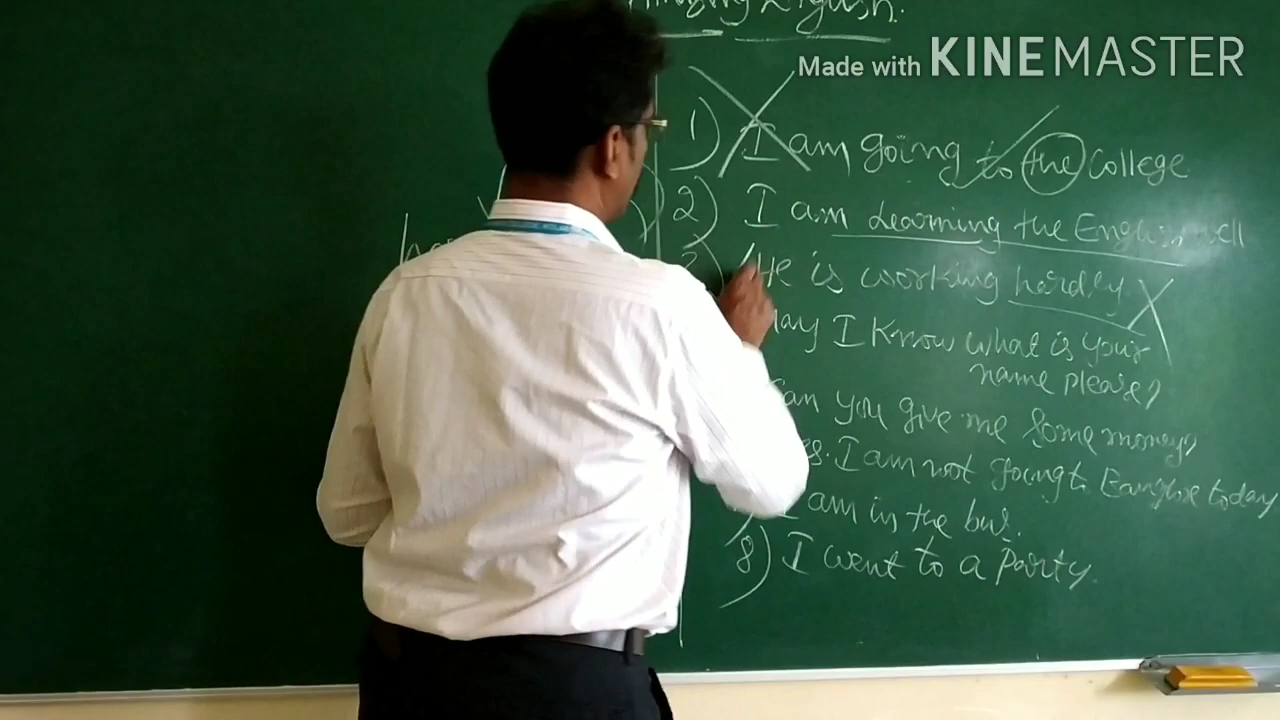 English.
Made with KINEMASTER
1) I am going to the College
2) I am Learning the English well
3) He is working hardly
May I know what is your
name please?
Can you give me some money?
I am not going to today
I am in the bus.
8) I went to a Party.